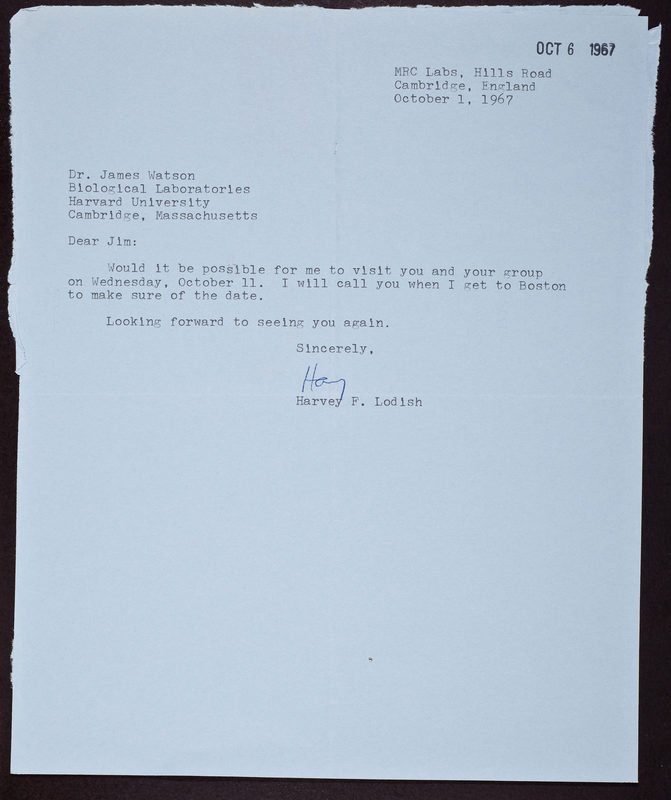 OCT 6 1967
MRC Labs, Hills Road
Cambridge, England
October 1, 1967
Dr. James Watson
Biological Laboratories
Harvard University
Cambridge, Massachusetts
Dear Jim:
Would it be possible for me to visit you and your group
on Wednesday, October 11. I will call you when I get to Boston
to make sure of the date.
Looking forward to seeing you again.
Sincerely,
Harvey F. Lodish